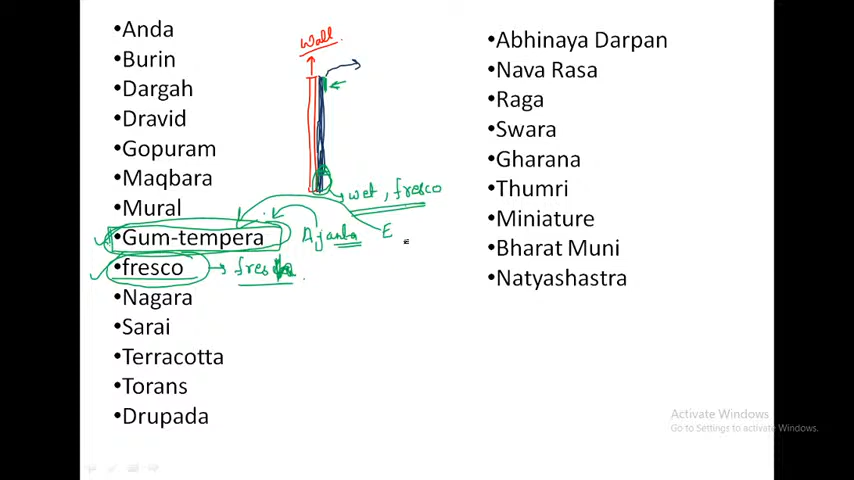 •Anda
•Burin
•Dargah
•Dravid
•Gopuram
•Maqbara
•Mural
•Gum-tempera
•fresco
•Nagara
•Sarai
•Terracotta
•Torans
•Drupada
Wall
wet, fresco
Ajanta
E
•Abhinaya Darpan
•Nava Rasa
•Raga
•Swara
•Gharana
•Thumri
•Miniature
•Bharat Muni
•Natyashastra
Activate Windows
Go to Settings to activate Windows.